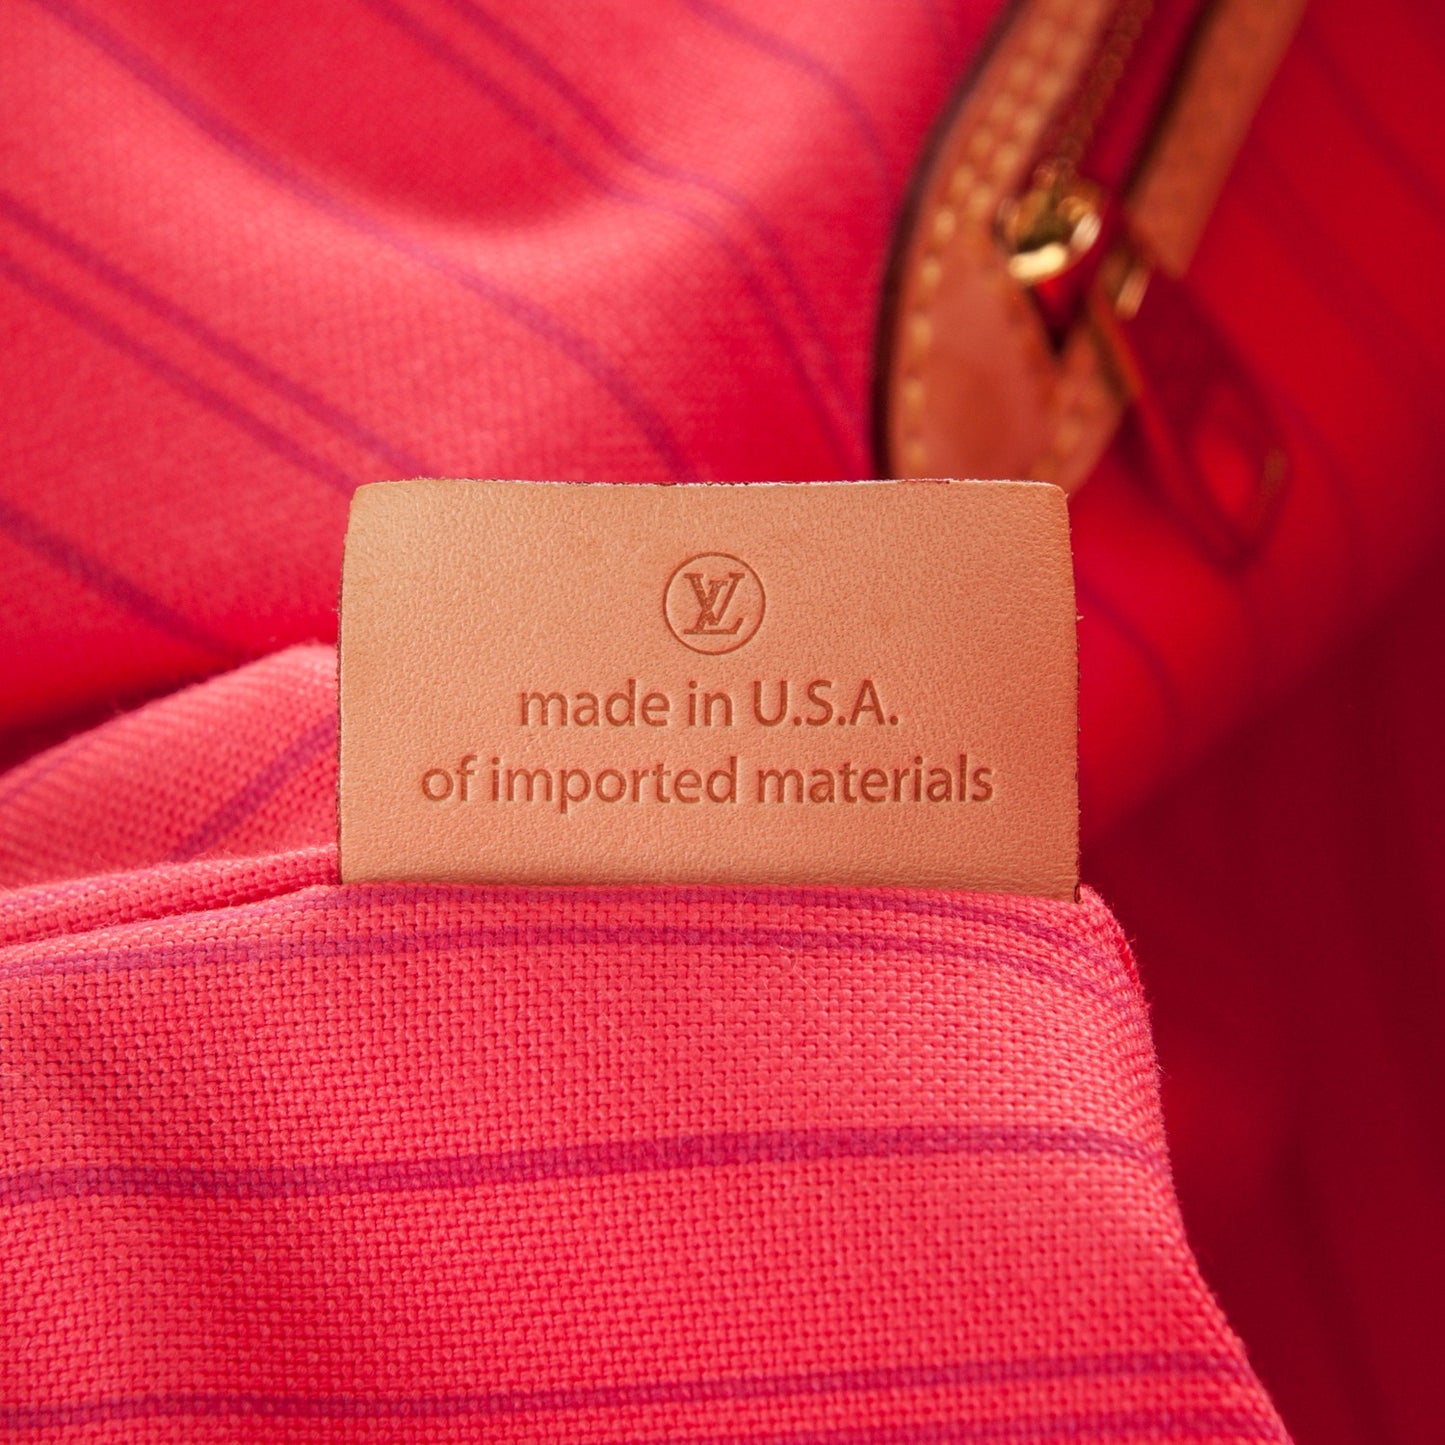 LV
made in U.S.A.
of imported materials